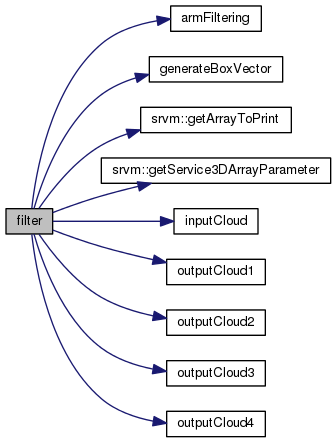 armFiltering
generateBoxVector
srvm::getArrayToPrint
srvm::getService3DArrayParameter
filter
inputCloud
outputCloud1
outputCloud2
outputCloud3
outputCloud4